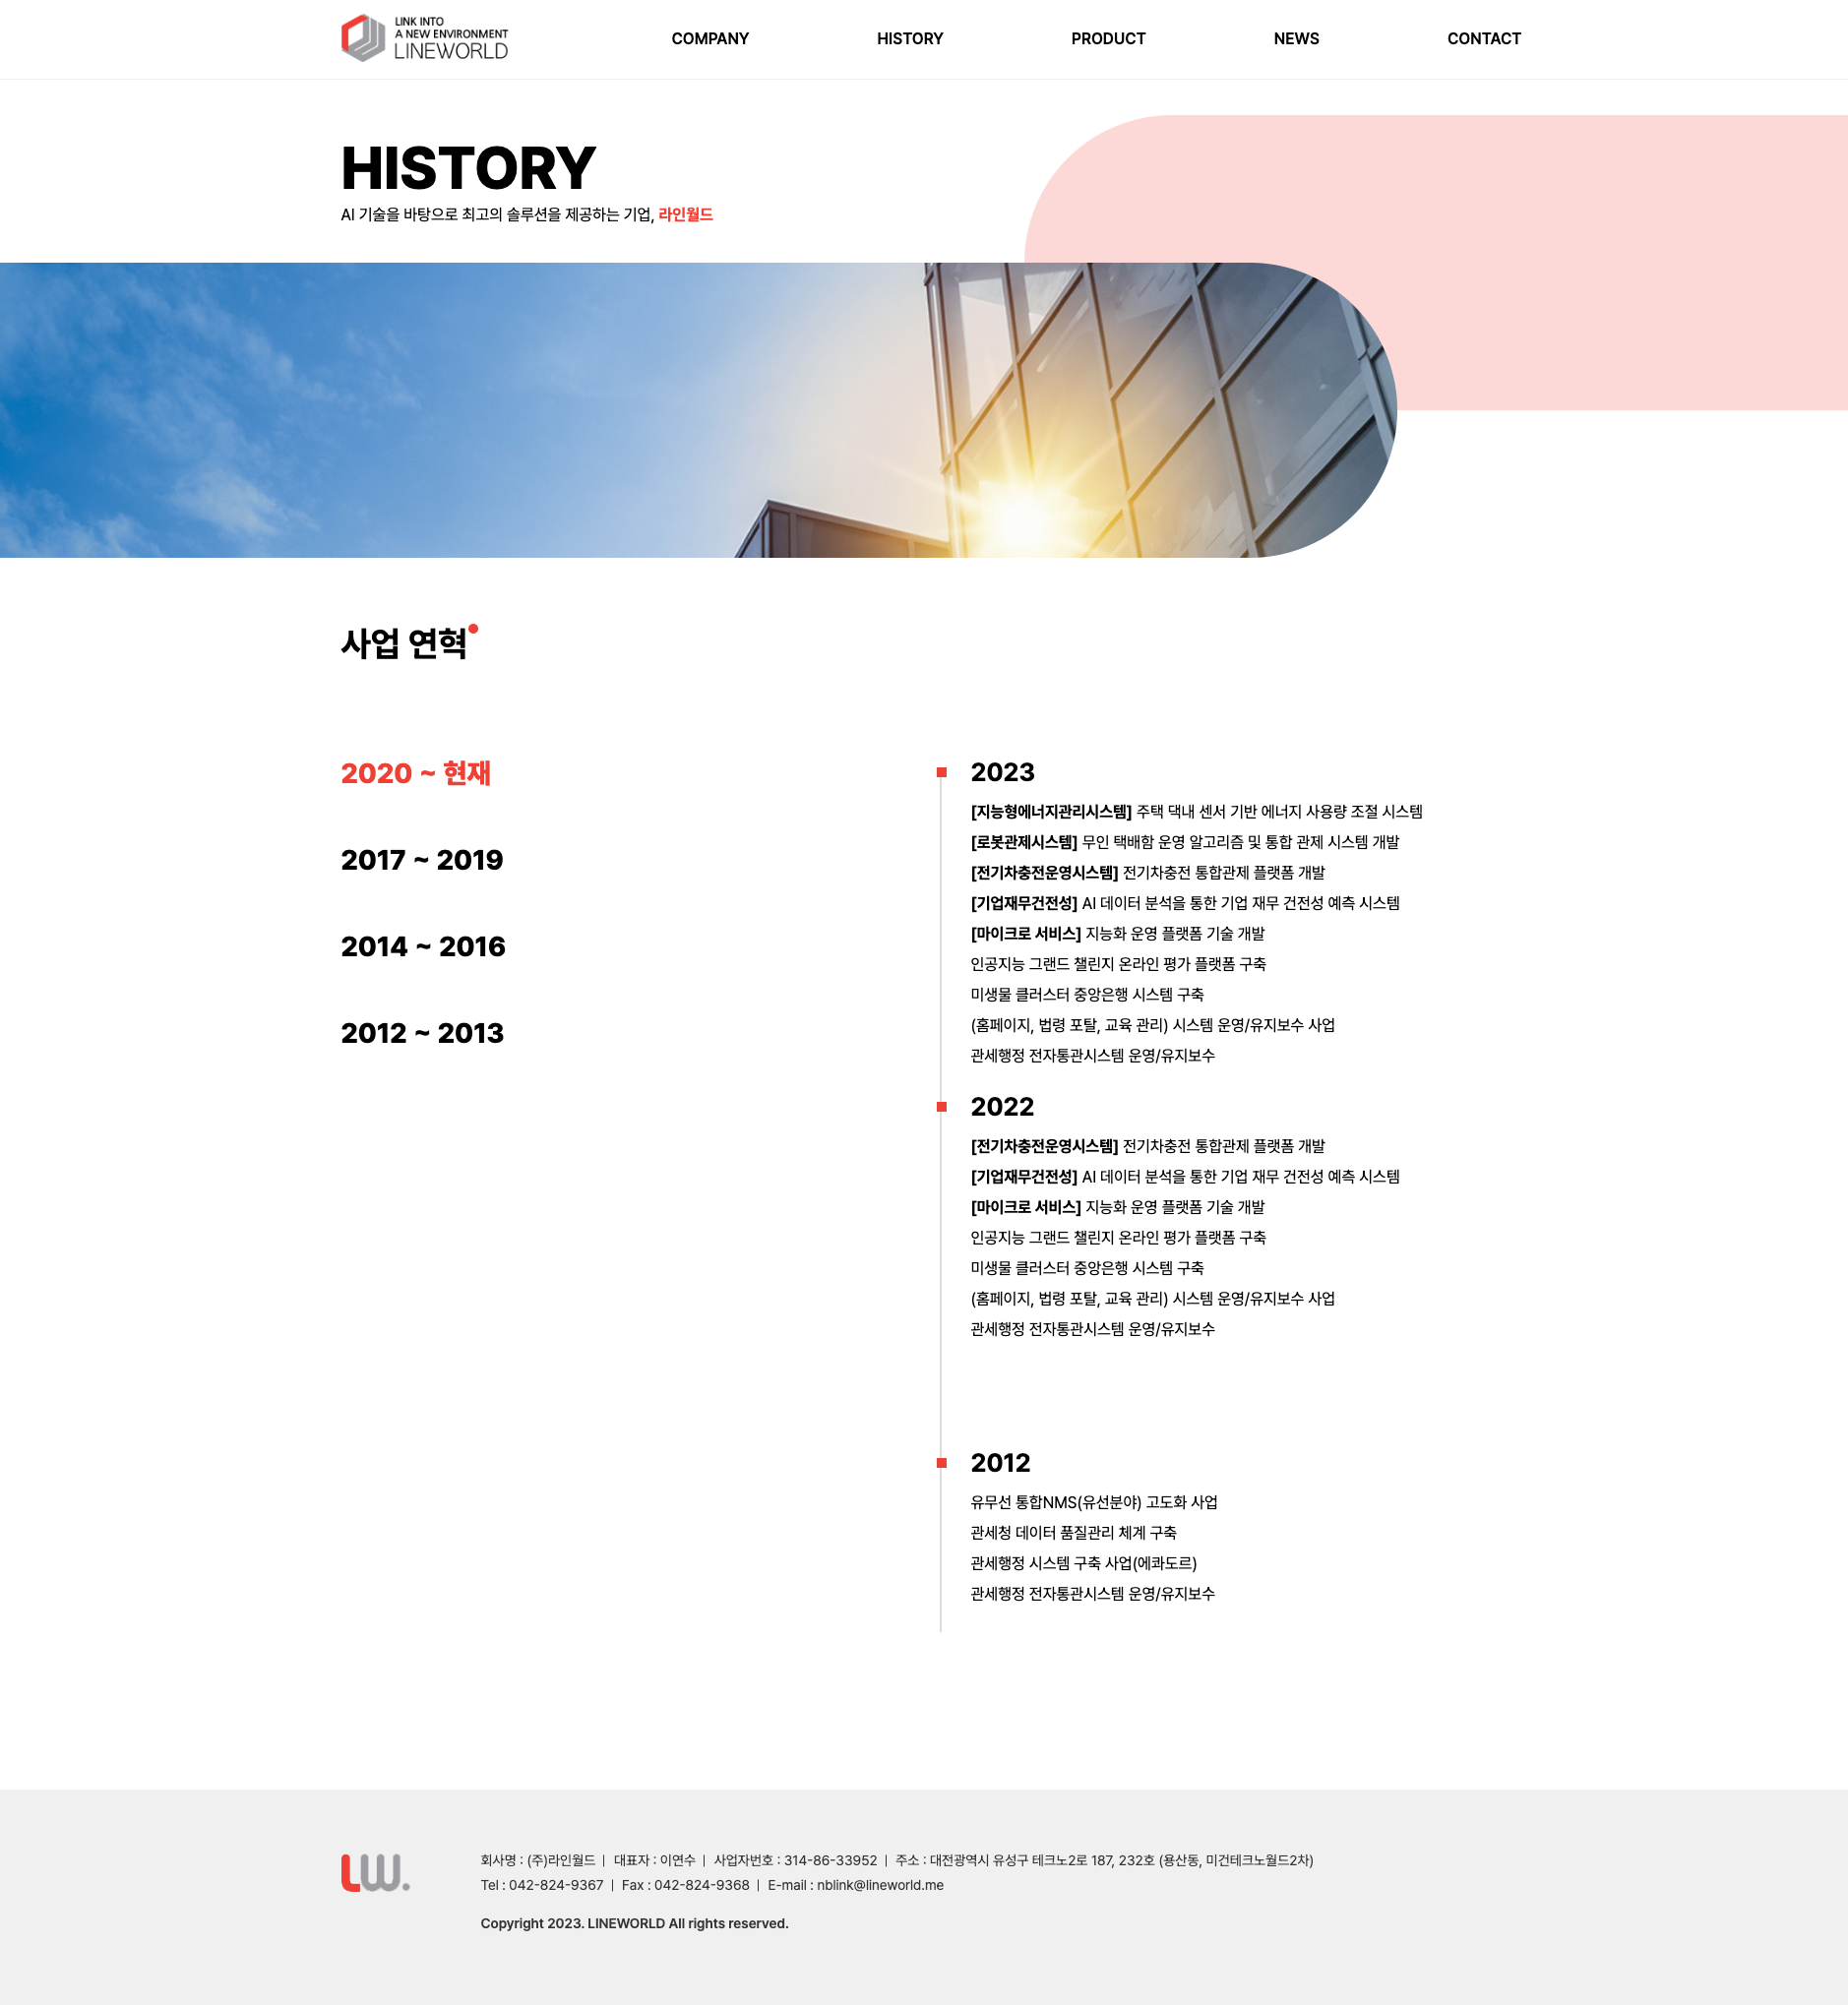 LINK INTO
A NEW ENVIRONMENT
LINEWORLD
COMPANY
HISTORY
PRODUCT
NEWS
CONTACT
HISTORY
AI 기술을 바탕으로 최고의 솔루션을 제공하는 기업, 라인월드
사업 연혁
2020 ~ 현재
2017 ~ 2019
2014 ~ 2016
2012 ~ 2013
2023
[지능형에너지관리시스템] 주택 댁내 센서 기반 에너지 사용량 조절 시스템
[로봇관제시스템] 무인 택배함 운영 알고리즘 및 통합 관제 시스템 개발
[전기차충전운영시스템] 전기차충전 통합관제 플랫폼 개발
[기업재무건전성] AI 데이터 분석을 통한 기업 재무 건전성 예측 시스템
[마이크로 서비스] 지능화 운영 플랫폼 기술 개발
인공지능 그랜드 챌린지 온라인 평가 플랫폼 구축
미생물 클러스터 중앙은행 시스템 구축
(홈페이지, 법령 포탈, 교육 관리) 시스템 운영/유지보수 사업
관세행정 전자통관시스템 운영/유지보수
2022
[전기차충전운영시스템] 전기차충전 통합관제 플랫폼 개발
[기업재무건전성] AI 데이터 분석을 통한 기업 재무 건전성 예측 시스템
[마이크로 서비스] 지능화 운영 플랫폼 기술 개발
인공지능 그랜드 챌린지 온라인 평가 플랫폼 구축
미생물 클러스터 중앙은행 시스템 구축
(홈페이지, 법령 포탈, 교육 관리) 시스템 운영/유지보수 사업
관세행정 전자통관시스템 운영/유지보수
2012
유무선 통합NMS(유선분야) 고도화 사업
관세청 데이터 품질관리 체계 구축
관세행정 시스템 구축 사업(에콰도르)
관세행정 전자통관시스템 운영/유지보수
LW.
회사명 : (주)라인월드 | 대표자 : 이연수 | 사업자번호 : 314-86-33952 | 주소 : 대전광역시 유성구 테크노2로 187, 232호 (용산동, 미건테크노월드2차)
Tel : 042-824-9367 | Fax : 042-824-9368 | E-mail : nblink@lineworld.me
Copyright 2023. LINEWORLD All rights reserved.